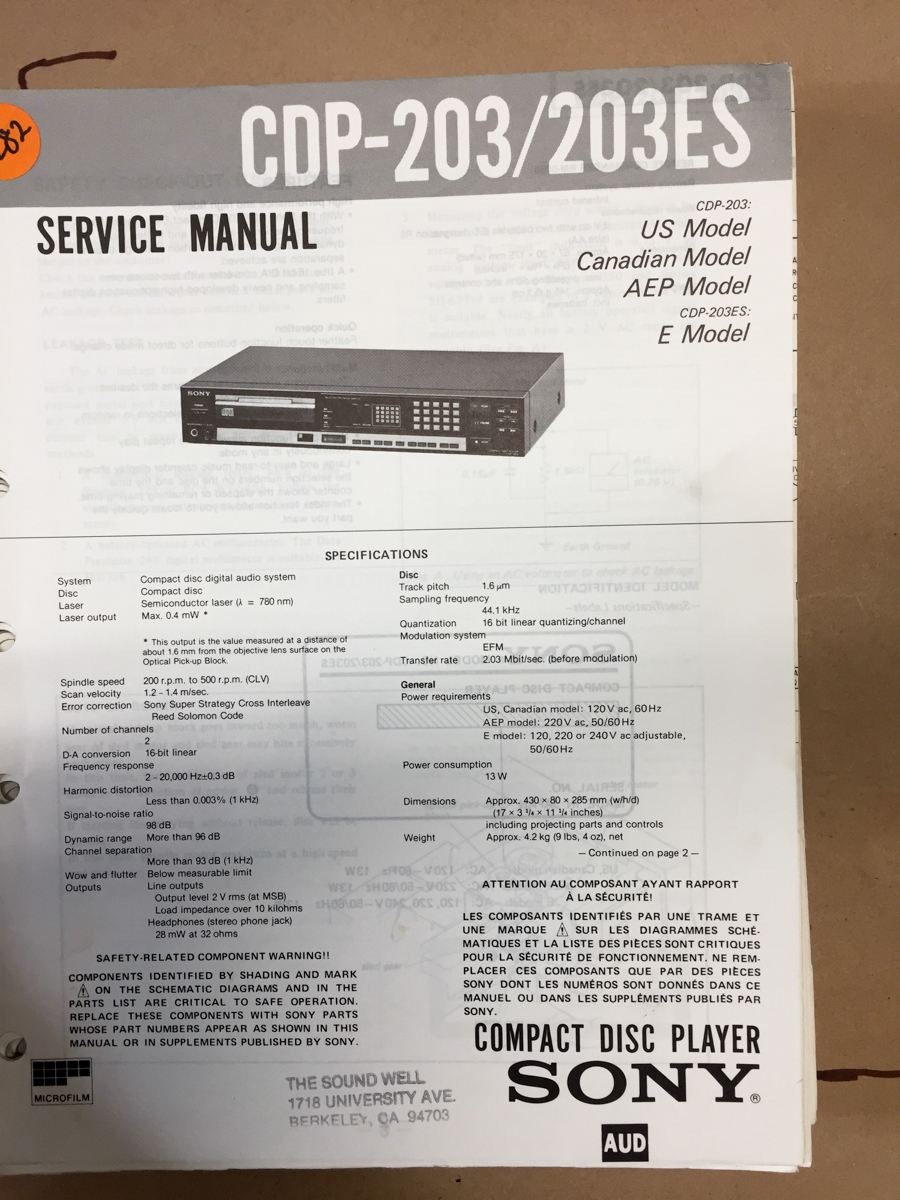 82
CDP-203/203ES
SERVICE MANUAL
CDP-203:
US Model
Canadian Model
AEP Model
CDP-203ES:
E Model
SONY
SPECIFICATIONS
System Compact disc digital audio system
Disc Compact disc
Laser Semiconductor laser (λ = 780 nm)
Laser output Max. 0.4 mW *
* This output is the value measured at a distance of
about 1.6 mm from the objective lens surface on the
Optical Pick-up Block.
Spindle speed 200 r.p.m. to 500 r.p.m. (CLV)
Scan velocity 1.2 – 1.4 m/sec.
Error correction Sony Super Strategy Cross Interleave
Reed Solomon Code
Number of channels
2
D-A conversion 16-bit linear
Frequency response
2 – 20,000 Hz±0.3 dB
Harmonic distortion
Less than 0.003% (1 kHz)
Signal-to-noise ratio
98 dB
Dynamic range More than 96 dB
Channel separation
More than 93 dB (1 kHz)
Wow and flutter Below measurable limit
Outputs Line outputs
Output level 2 V rms (at MSB)
Load impedance over 10 kilohms
Headphones (stereo phone jack)
28 mW at 32 ohms
SAFETY-RELATED COMPONENT WARNING!!
COMPONENTS IDENTIFIED BY SHADING AND MARK
⚠ ON THE SCHEMATIC DIAGRAMS AND IN THE
PARTS LIST ARE CRITICAL TO SAFE OPERATION.
REPLACE THESE COMPONENTS WITH SONY PARTS
WHOSE PART NUMBERS APPEAR AS SHOWN IN THIS
MANUAL OR IN SUPPLEMENTS PUBLISHED BY SONY.
Disc
Track pitch 1.6 μm
Sampling frequency
44.1 kHz
Quantization 16 bit linear quantizing/channel
Modulation system
EFM
Transfer rate 2.03 Mbit/sec. (before modulation)
General
Power requirements
US, Canadian model: 120 V ac, 60 Hz
AEP model: 220 V ac, 50/60 Hz
E model: 120, 220 or 240 V ac adjustable,
50/60 Hz
Power consumption
13 W
Dimensions Approx. 430 × 80 × 285 mm (w/h/d)
(17 × 3 1/4 × 11 1/4 inches)
including projecting parts and controls
Weight Approx. 4.2 kg (9 lbs, 4 oz), net
— Continued on page 2 —
ATTENTION AU COMPOSANT AYANT RAPPORT
À LA SÉCURITÉ!
LES COMPOSANTS IDENTIFIÉS PAR UNE TRAME ET
UNE MARQUE ⚠ SUR LES DIAGRAMMES SCHÉ-
MATIQUES ET LA LISTE DES PIÈCES SONT CRITIQUES
POUR LA SÉCURITÉ DE FONCTIONNEMENT. NE REM-
PLACER CES COMPOSANTS QUE PAR DES PIÈCES
SONY DONT LES NUMÉROS SONT DONNÉS DANS CE
MANUEL OU DANS LES SUPPLÉMENTS PUBLIÉS PAR
SONY.
COMPACT DISC PLAYER
SONY®
AUD
MICROFILM
THE SOUND WELL
1718 UNIVERSITY AVE.
BERKELEY, CA 94703